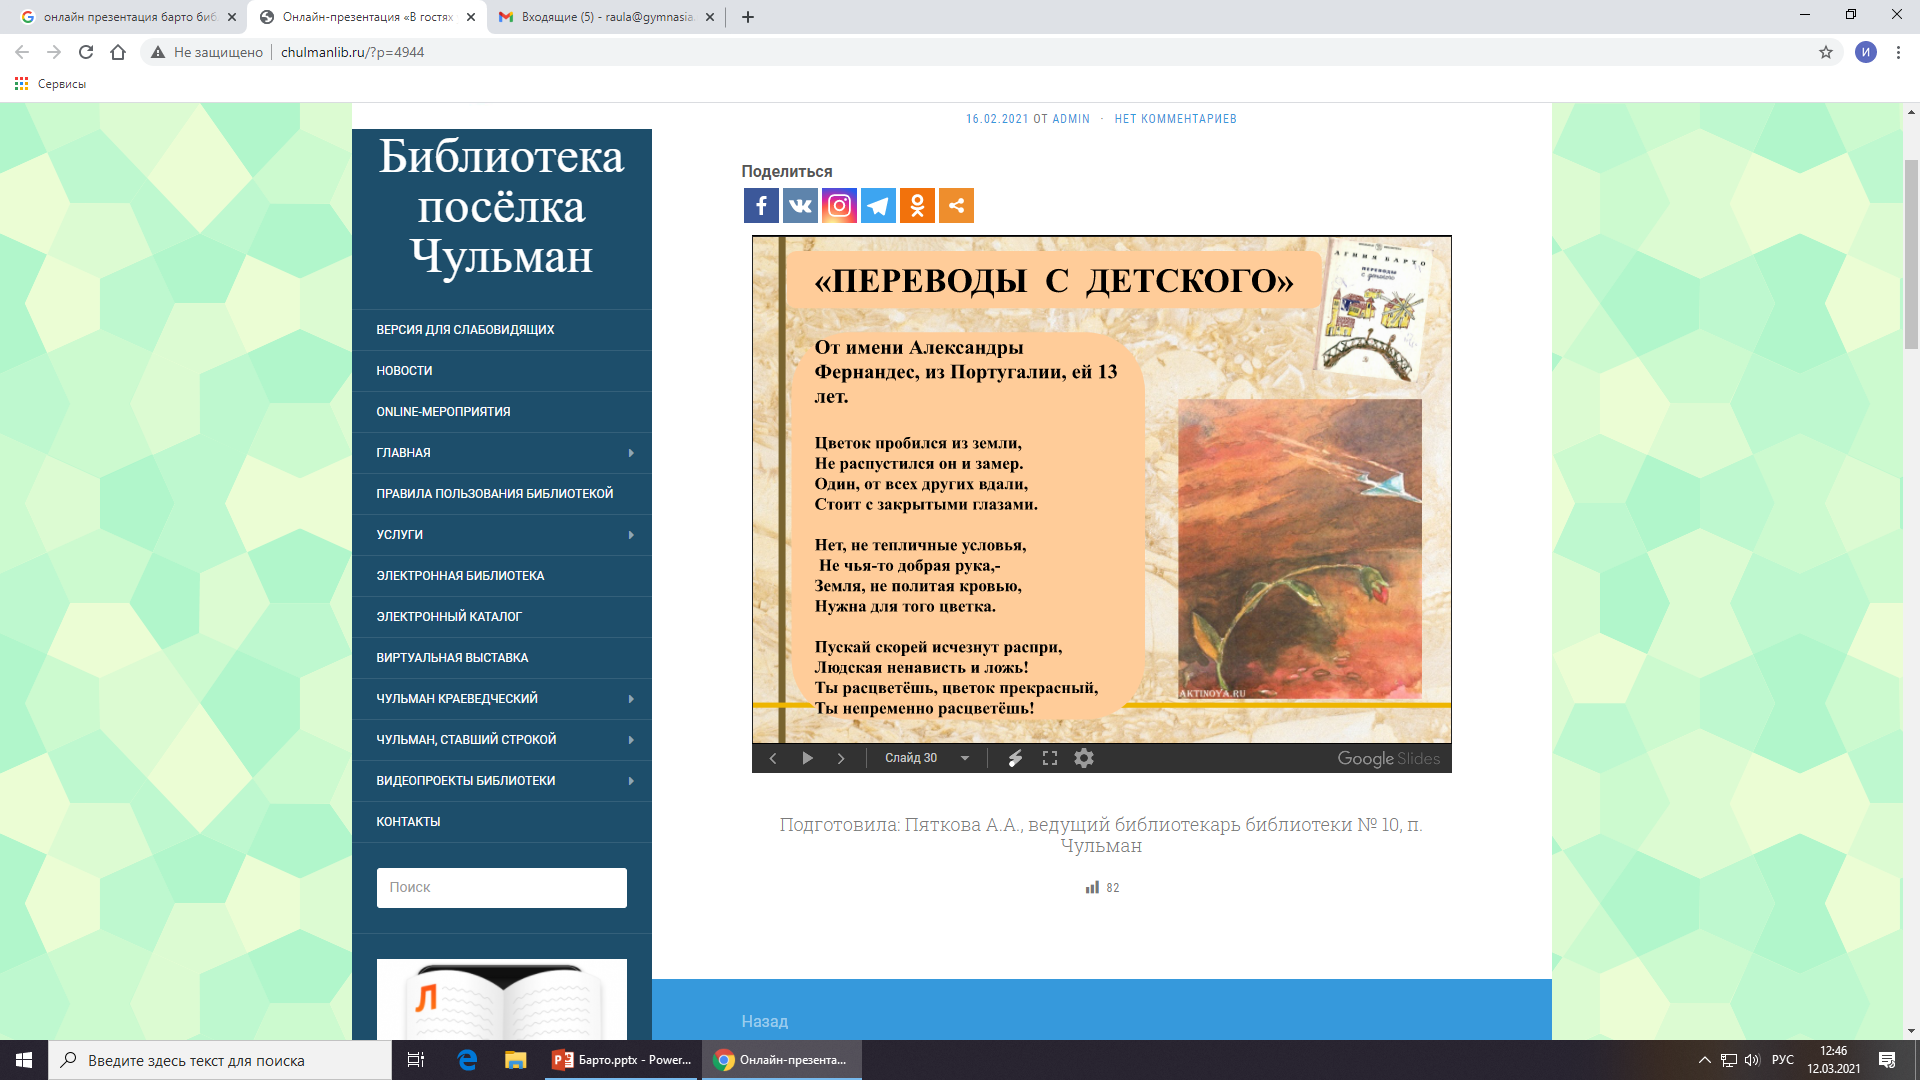 онлайн презентация барто биб
Онлайн-презентация «В гостях
Входящие (5) - raula@gymnasia.
Не защищено
chulmanlib.ru/?p=4944
И
Сервисы
16.02.2021 ОТ ADMIN · НЕТ КОММЕНТАРИЕВ
Библиотека
посёлка
Чульман
ВЕРСИЯ ДЛЯ СЛАБОВИДЯЩИХ
НОВОСТИ
ONLINE-МЕРОПРИЯТИЯ
ГЛАВНАЯ
ПРАВИЛА ПОЛЬЗОВАНИЯ БИБЛИОТЕКОЙ
УСЛУГИ
ЭЛЕКТРОННАЯ БИБЛИОТЕКА
ЭЛЕКТРОННЫЙ КАТАЛОГ
ВИРТУАЛЬНАЯ ВЫСТАВКА
ЧУЛЬМАН КРАЕВЕДЧЕСКИЙ
ЧУЛЬМАН, СТАВШИЙ СТРОКОЙ
ВИДЕОПРОЕКТЫ БИБЛИОТЕКИ
КОНТАКТЫ
Поиск
Л
Поделиться
«ПЕРЕВОДЫ С ДЕТСКОГО»
АГНИЯ БАРТО
ПЕРЕВОДЫ
с детского
От имени Александры
Фернандес, из Португалии, ей 13
лет.
Цветок пробился из земли,
Не распустился он и замер.
Один, от всех других вдали,
Стоит с закрытыми глазами.
Нет, не тепличные условья,
Не чья-то добрая рука,-
Земля, не политая кровью,
Нужна для того цветка.
Пускай скорей исчезнут распри,
Людская ненависть и ложь!
Ты расцветёшь, цветок прекрасный,
Ты непременно расцветёшь!
AKTINOYA.RU
Слайд 30
Google Slides
Подготовила: Пяткова А.А., ведущий библиотекарь библиотеки № 10, п.
Чульман
82
Назад
Введите здесь текст для поиска
Барто.pptx - Power...
Онлайн-презента...
РУС
12:46
12.03.2021